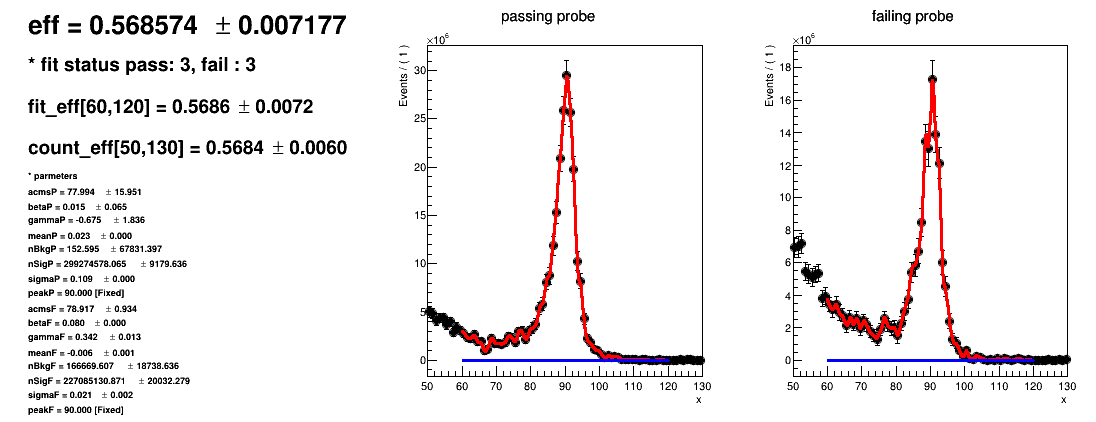 eff = 0.568574 ± 0.007177
* fit status pass: 3, fail : 3
fit_eff[60,120] = 0.5686 ± 0.0072
count_eff[50,130] = 0.5684 ± 0.0060
* parmeters
acmsP = 77.994 ± 15.951
betaP = 0.015 ± 0.065
gammaP = -0.675 ± 1.836
meanP = 0.023 ± 0.000
nBkgP = 152.595 ± 67831.397
nSigP = 299274578.065 ± 9179.636
sigmaP = 0.109 ± 0.000
peakP = 90.000 [Fixed]
acmsF = 78.917 ± 0.934
betaF = 0.080 ± 0.000
gammaF = 0.342 ± 0.013
meanF = -0.006 ± 0.001
nBkgF = 166669.607 ± 18738.636
nSigF = 227085130.871 ± 20032.279
sigmaF = 0.021 ± 0.002
peakF = 90.000 [Fixed]
passing probe
×10⁶
Events / ( 1 )
30
25
20
15
10
5
0
50 60 70 80 90 100 110 120 130
x
failing probe
×10⁶
Events / ( 1 )
18
16
14
12
10
8
6
4
2
0
50 60 70 80 90 100 110 120 130
x